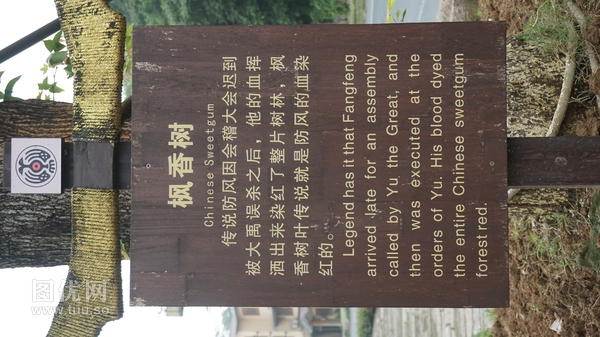 枫香树
Chinese Sweetgum
传说防风因会稽大会迟到
被大禹误杀之后，他的血挥
洒出来染红了整片树林，枫
香树叶传说就是防风的血染
红的。
Legend has it that Fangfeng
arrived late for an assembly
called by Yu the Great, and
then was executed at the
orders of Yu. His blood dyed
the entire Chinese sweetgum
forest red.
图优网
www.tuu.so